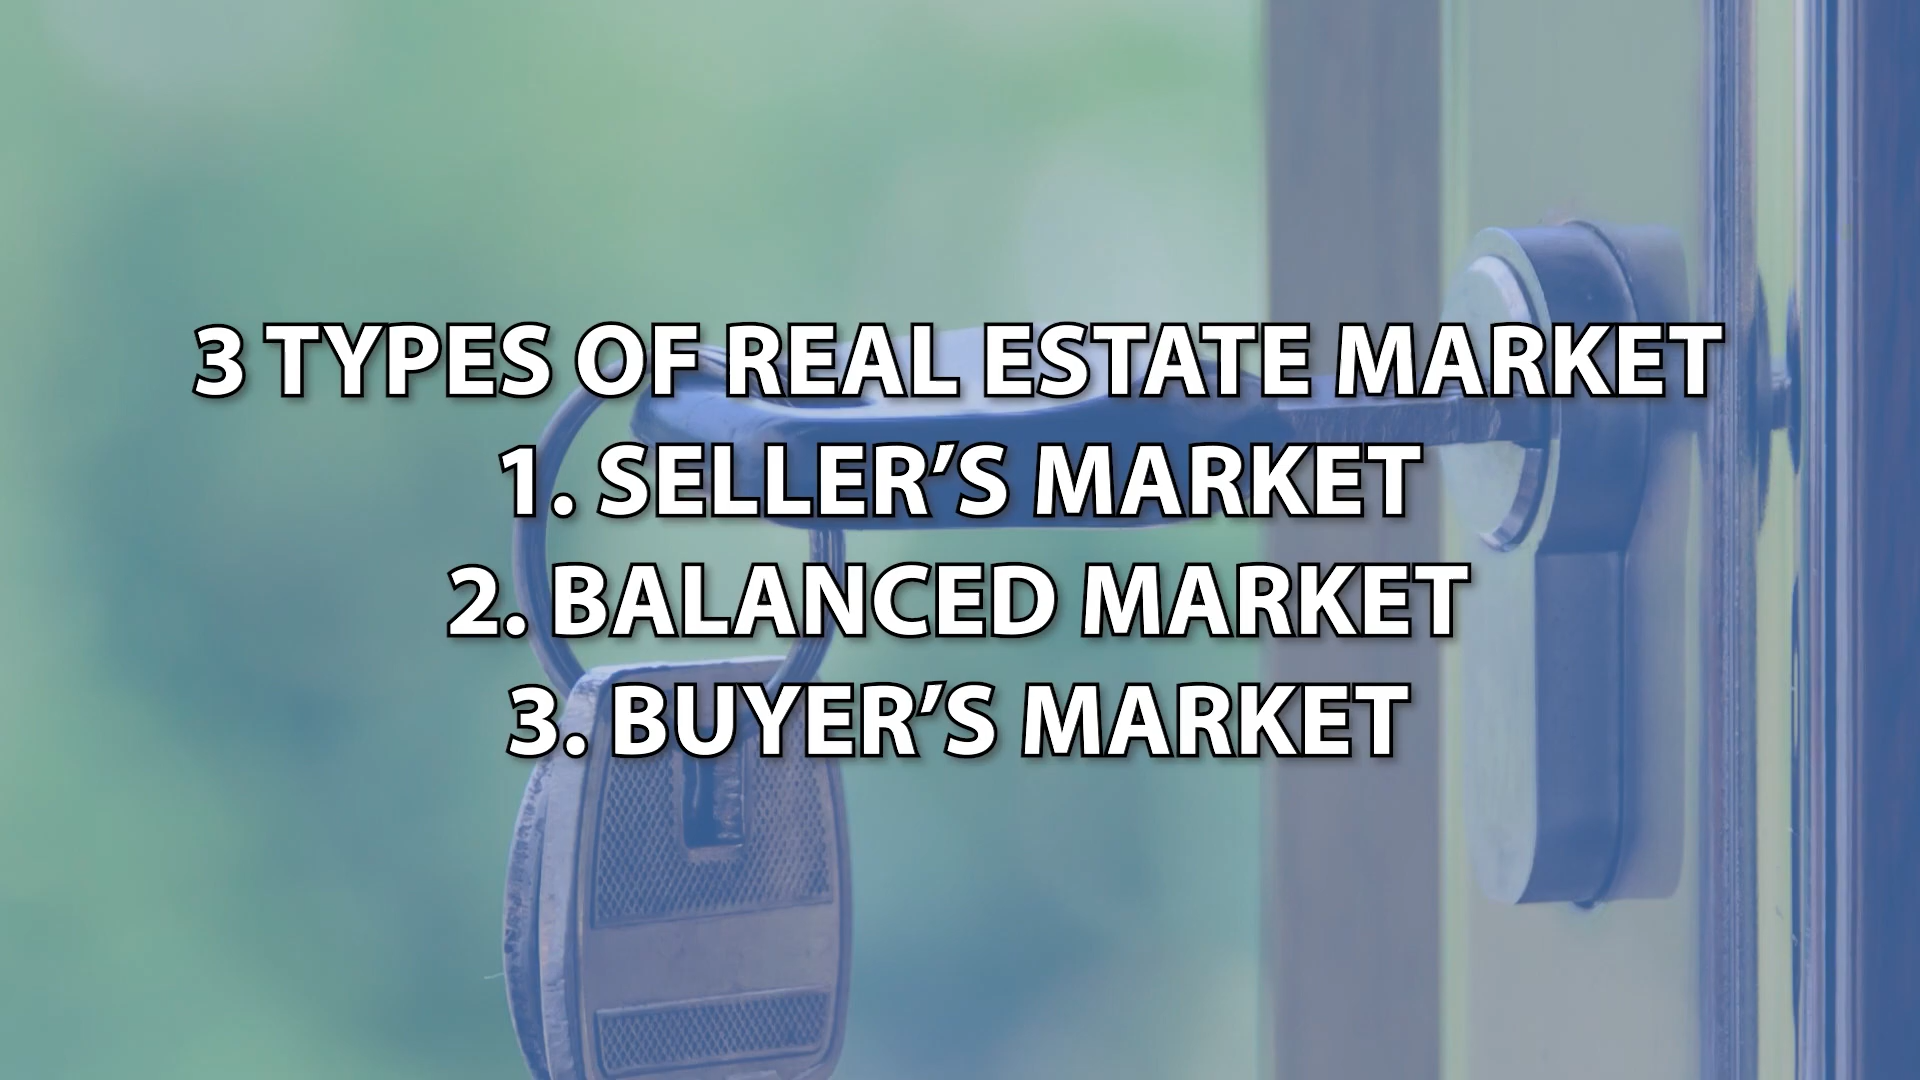 3 TYPES OF REAL ESTATE MARKET
1. SELLER’S MARKET
2. BALANCED MARKET
3. BUYER’S MARKET